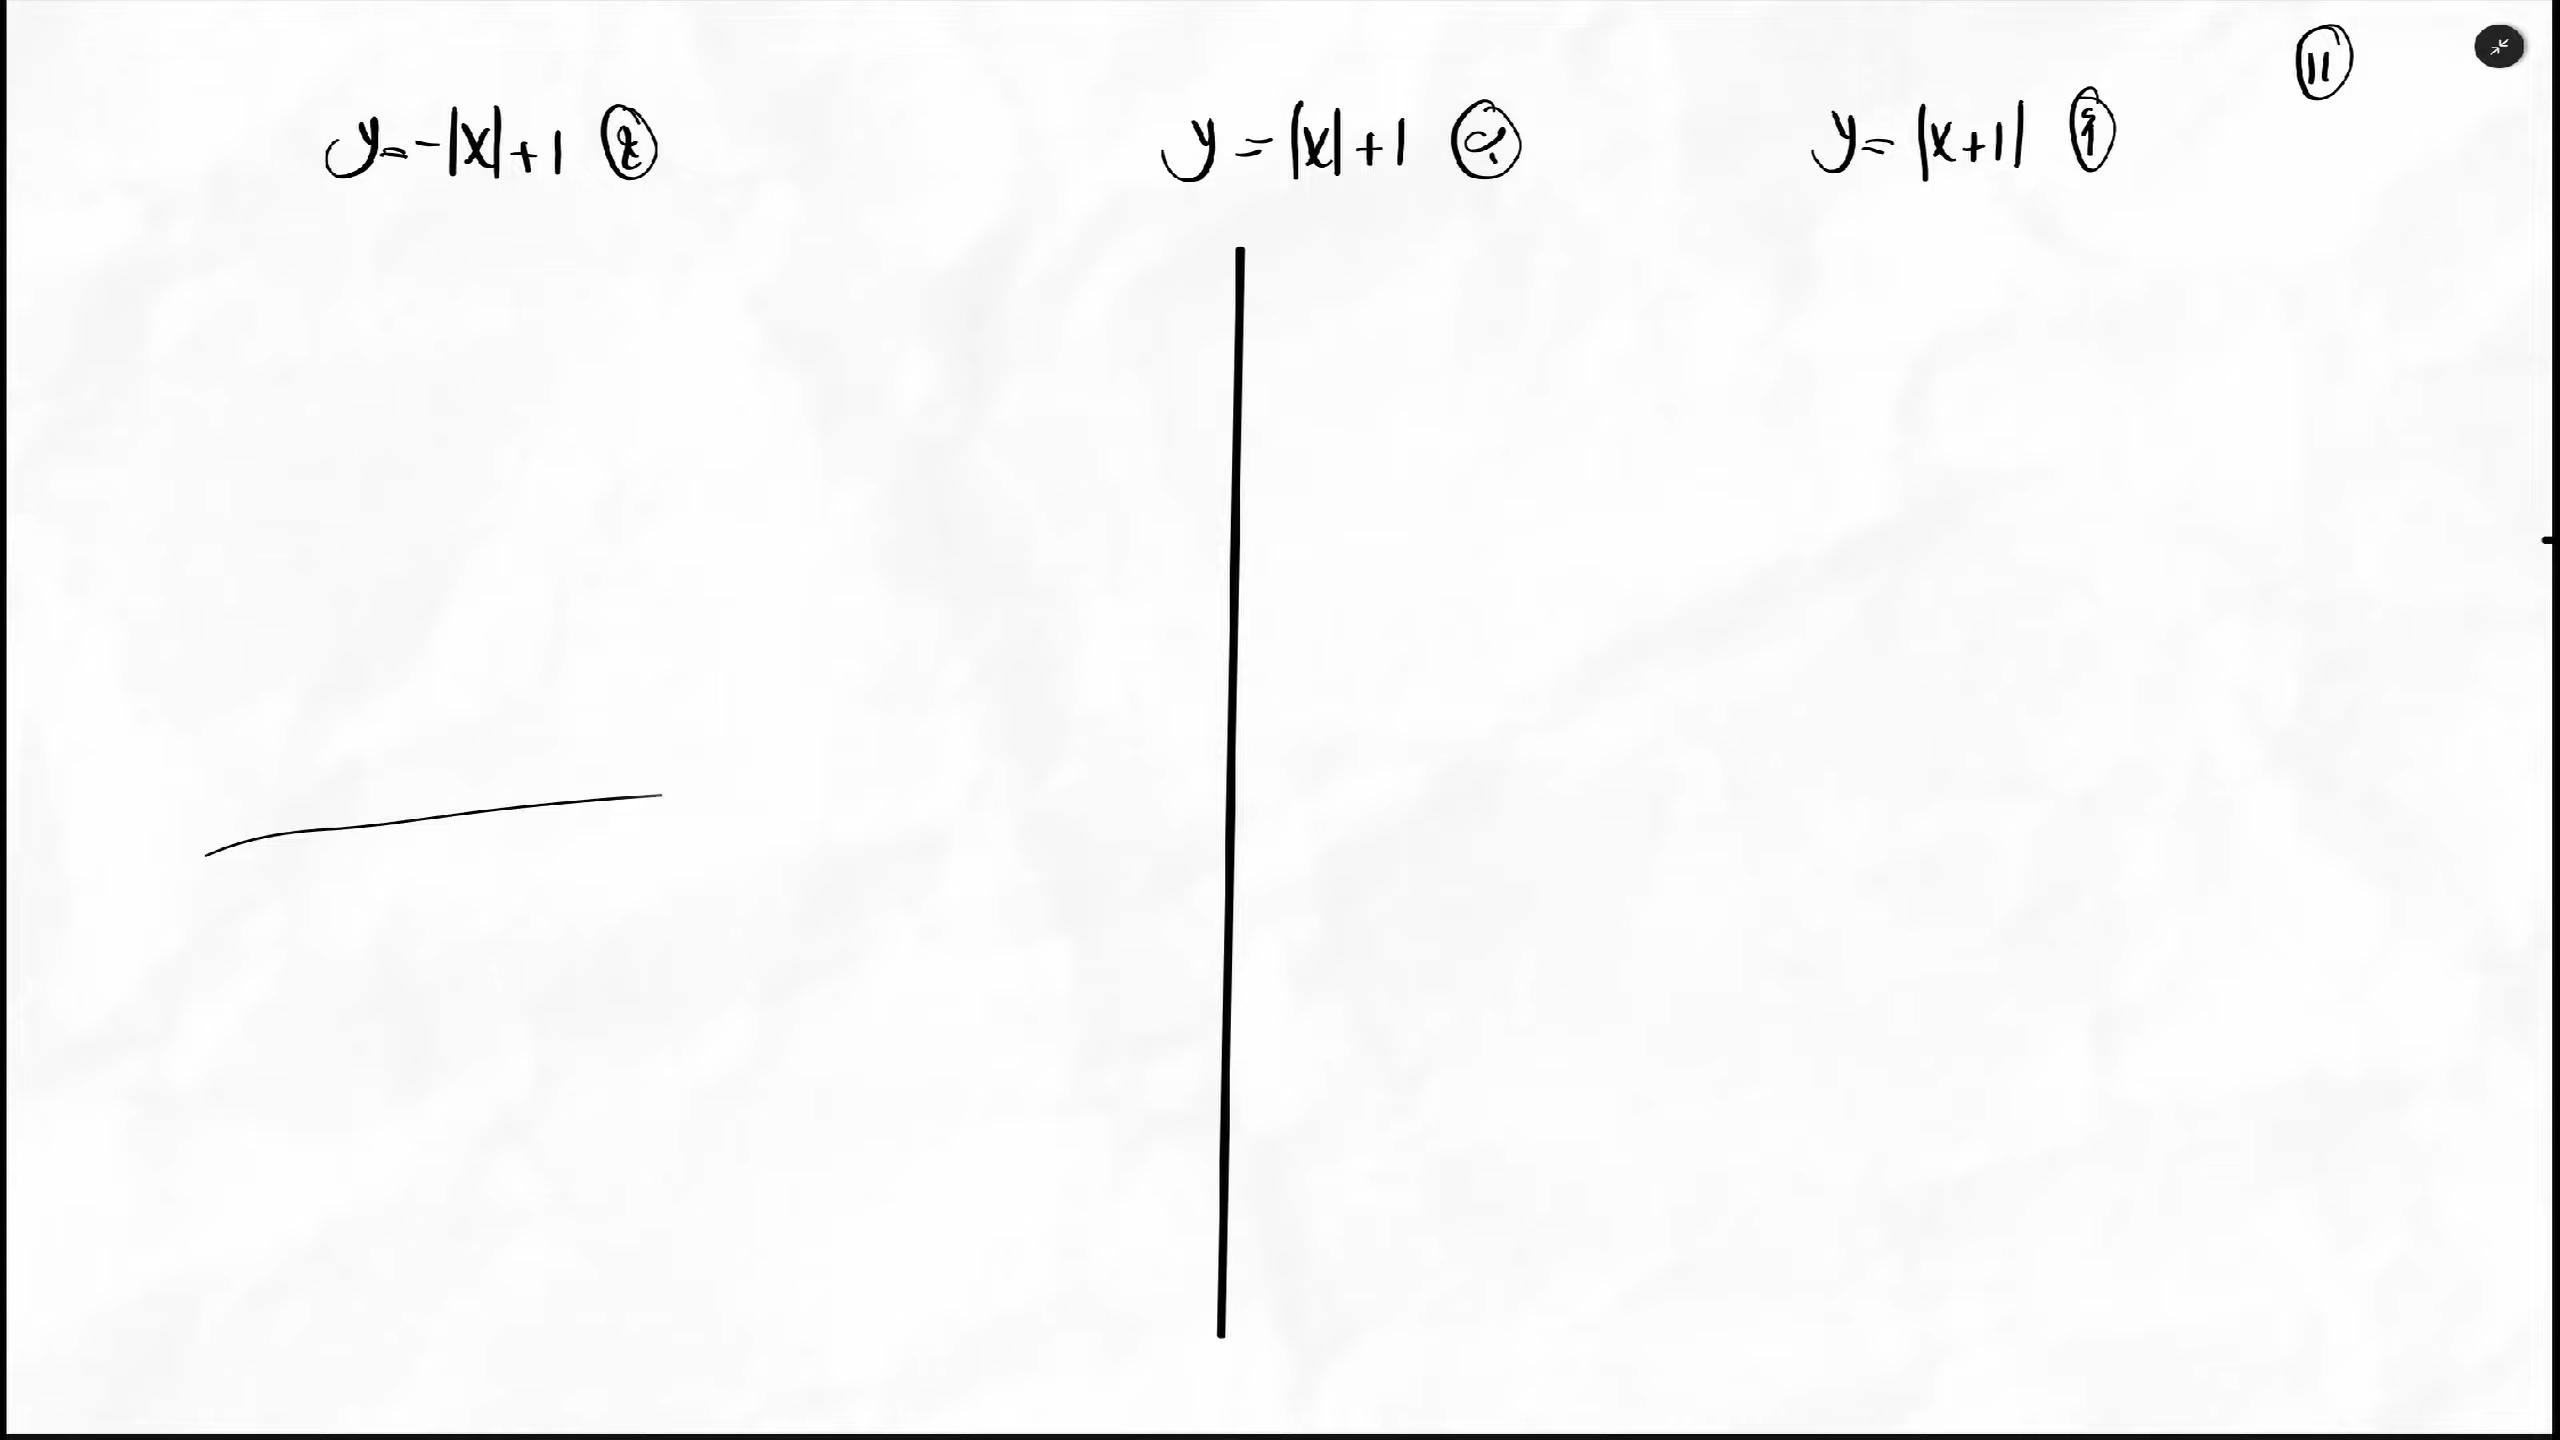 ⑪
أ y = |x+1|
ب y = |x|+1
ج y = -|x|+1